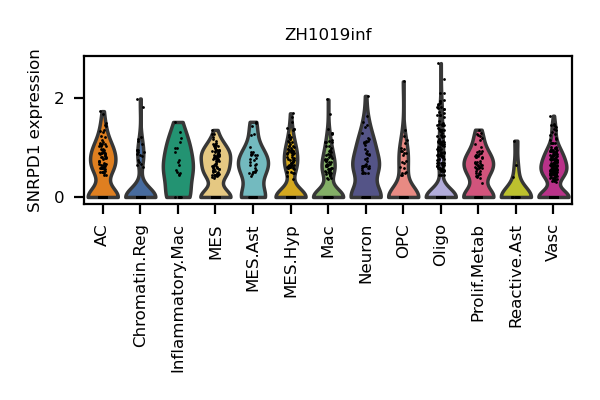 ZH1019inf
SNRPD1 expression
2
0
AC
Chromatin.Reg
Inflammatory.Mac
MES
MES.Ast
MES.Hyp
Mac
Neuron
OPC
Oligo
Prolif.Metab
Reactive.Ast
Vasc